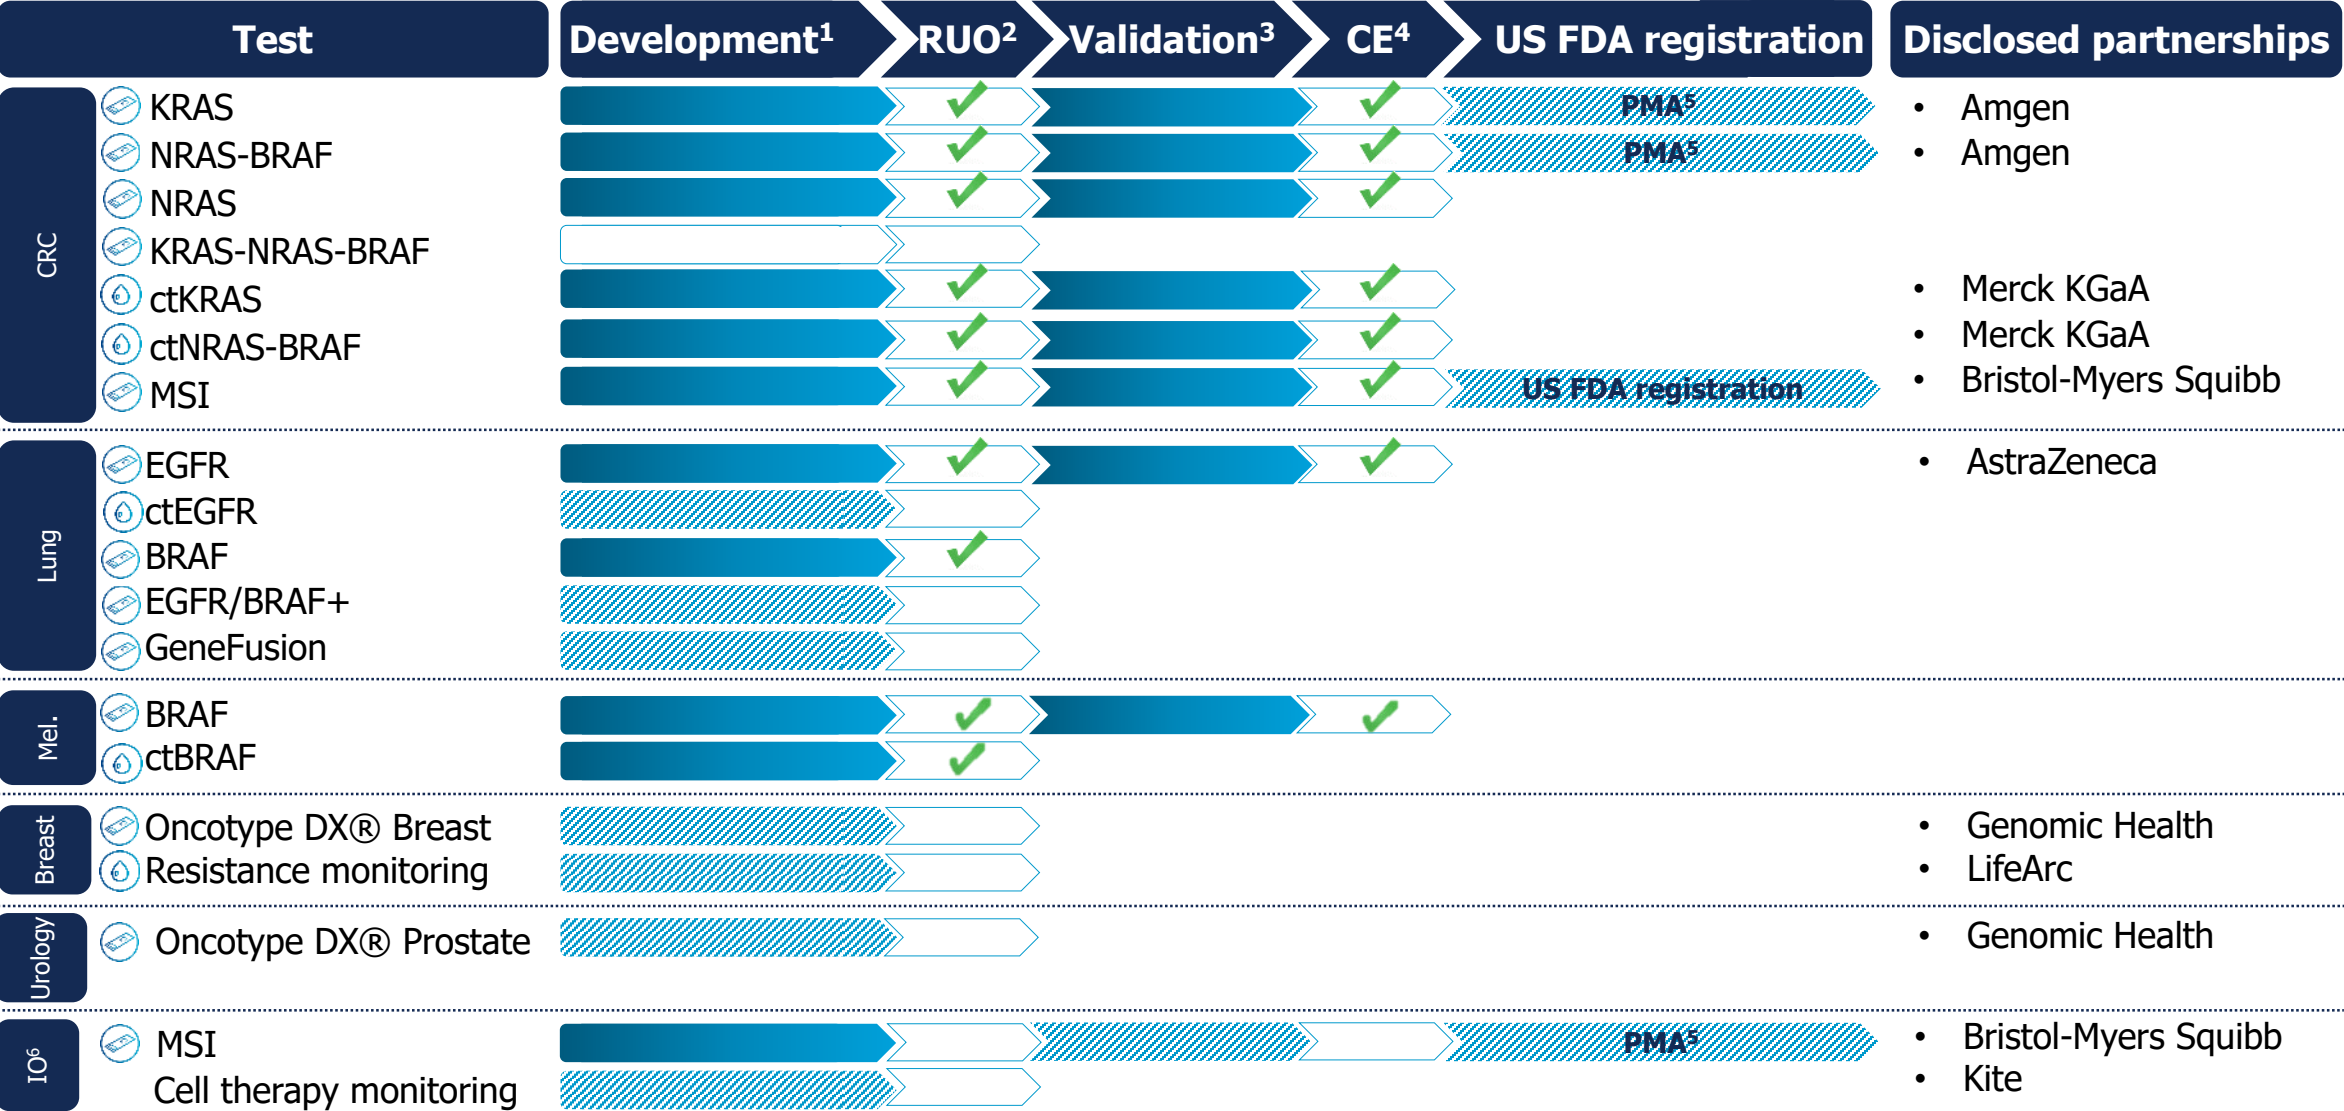 Test Development¹ RUO² Validation³ CE⁴ US FDA registration Disclosed partnerships
CRC
KRAS PMA⁵ • Amgen
NRAS-BRAF PMA⁵ • Amgen
NRAS
KRAS-NRAS-BRAF
ctKRAS • Merck KGaA
ctNRAS-BRAF • Merck KGaA
MSI US FDA registration • Bristol-Myers Squibb
Lung
EGFR • AstraZeneca
ctEGFR
BRAF
EGFR/BRAF+
GeneFusion
Mel.
BRAF
ctBRAF
Breast
Oncotype DX® Breast • Genomic Health
Resistance monitoring • LifeArc
Urology
Oncotype DX® Prostate • Genomic Health
IO⁶
MSI PMA⁵ • Bristol-Myers Squibb
Cell therapy monitoring • Kite